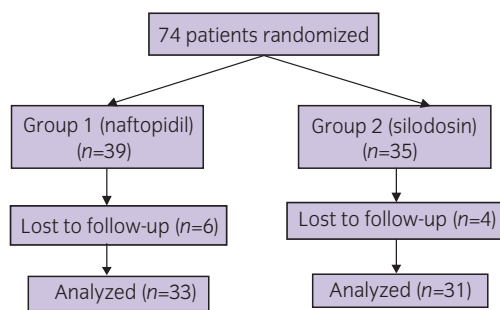 74 patients randomized
Group 1 (naftopidil)
(n=39)
Group 2 (silodosin)
(n=35)
Lost to follow-up (n=6)
Lost to follow-up (n=4)
Analyzed (n=33)
Analyzed (n=31)